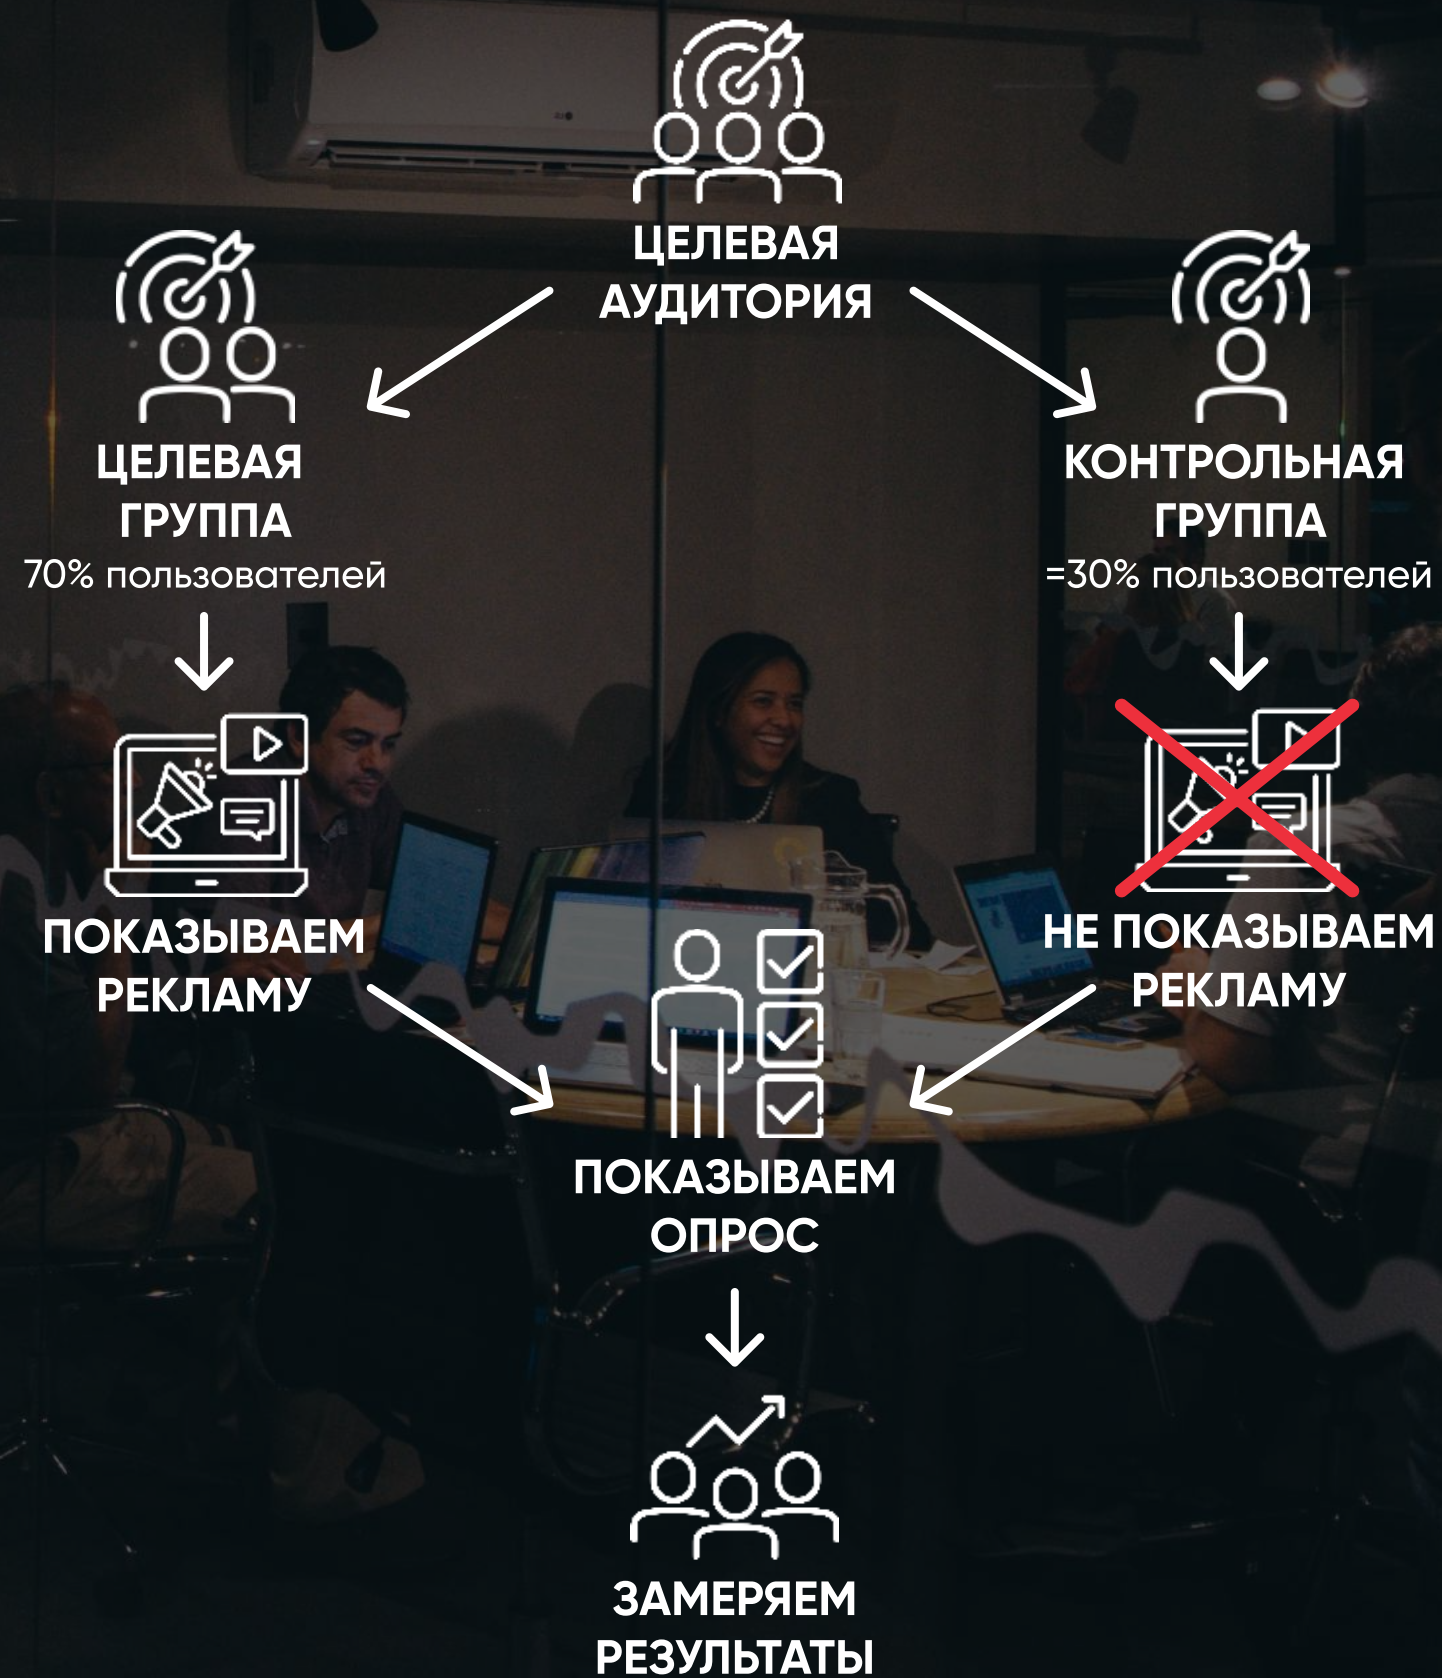 ЦЕЛЕВАЯ
АУДИТОРИЯ
ЦЕЛЕВАЯ
ГРУППА
70% пользователей
КОНТРОЛЬНАЯ
ГРУППА
=30% пользователей
ПОКАЗЫВАЕМ
РЕКЛАМУ
НЕ ПОКАЗЫВАЕМ
РЕКЛАМУ
ПОКАЗЫВАЕМ
ОПРОС
ЗАМЕРЯЕМ
РЕЗУЛЬТАТЫ